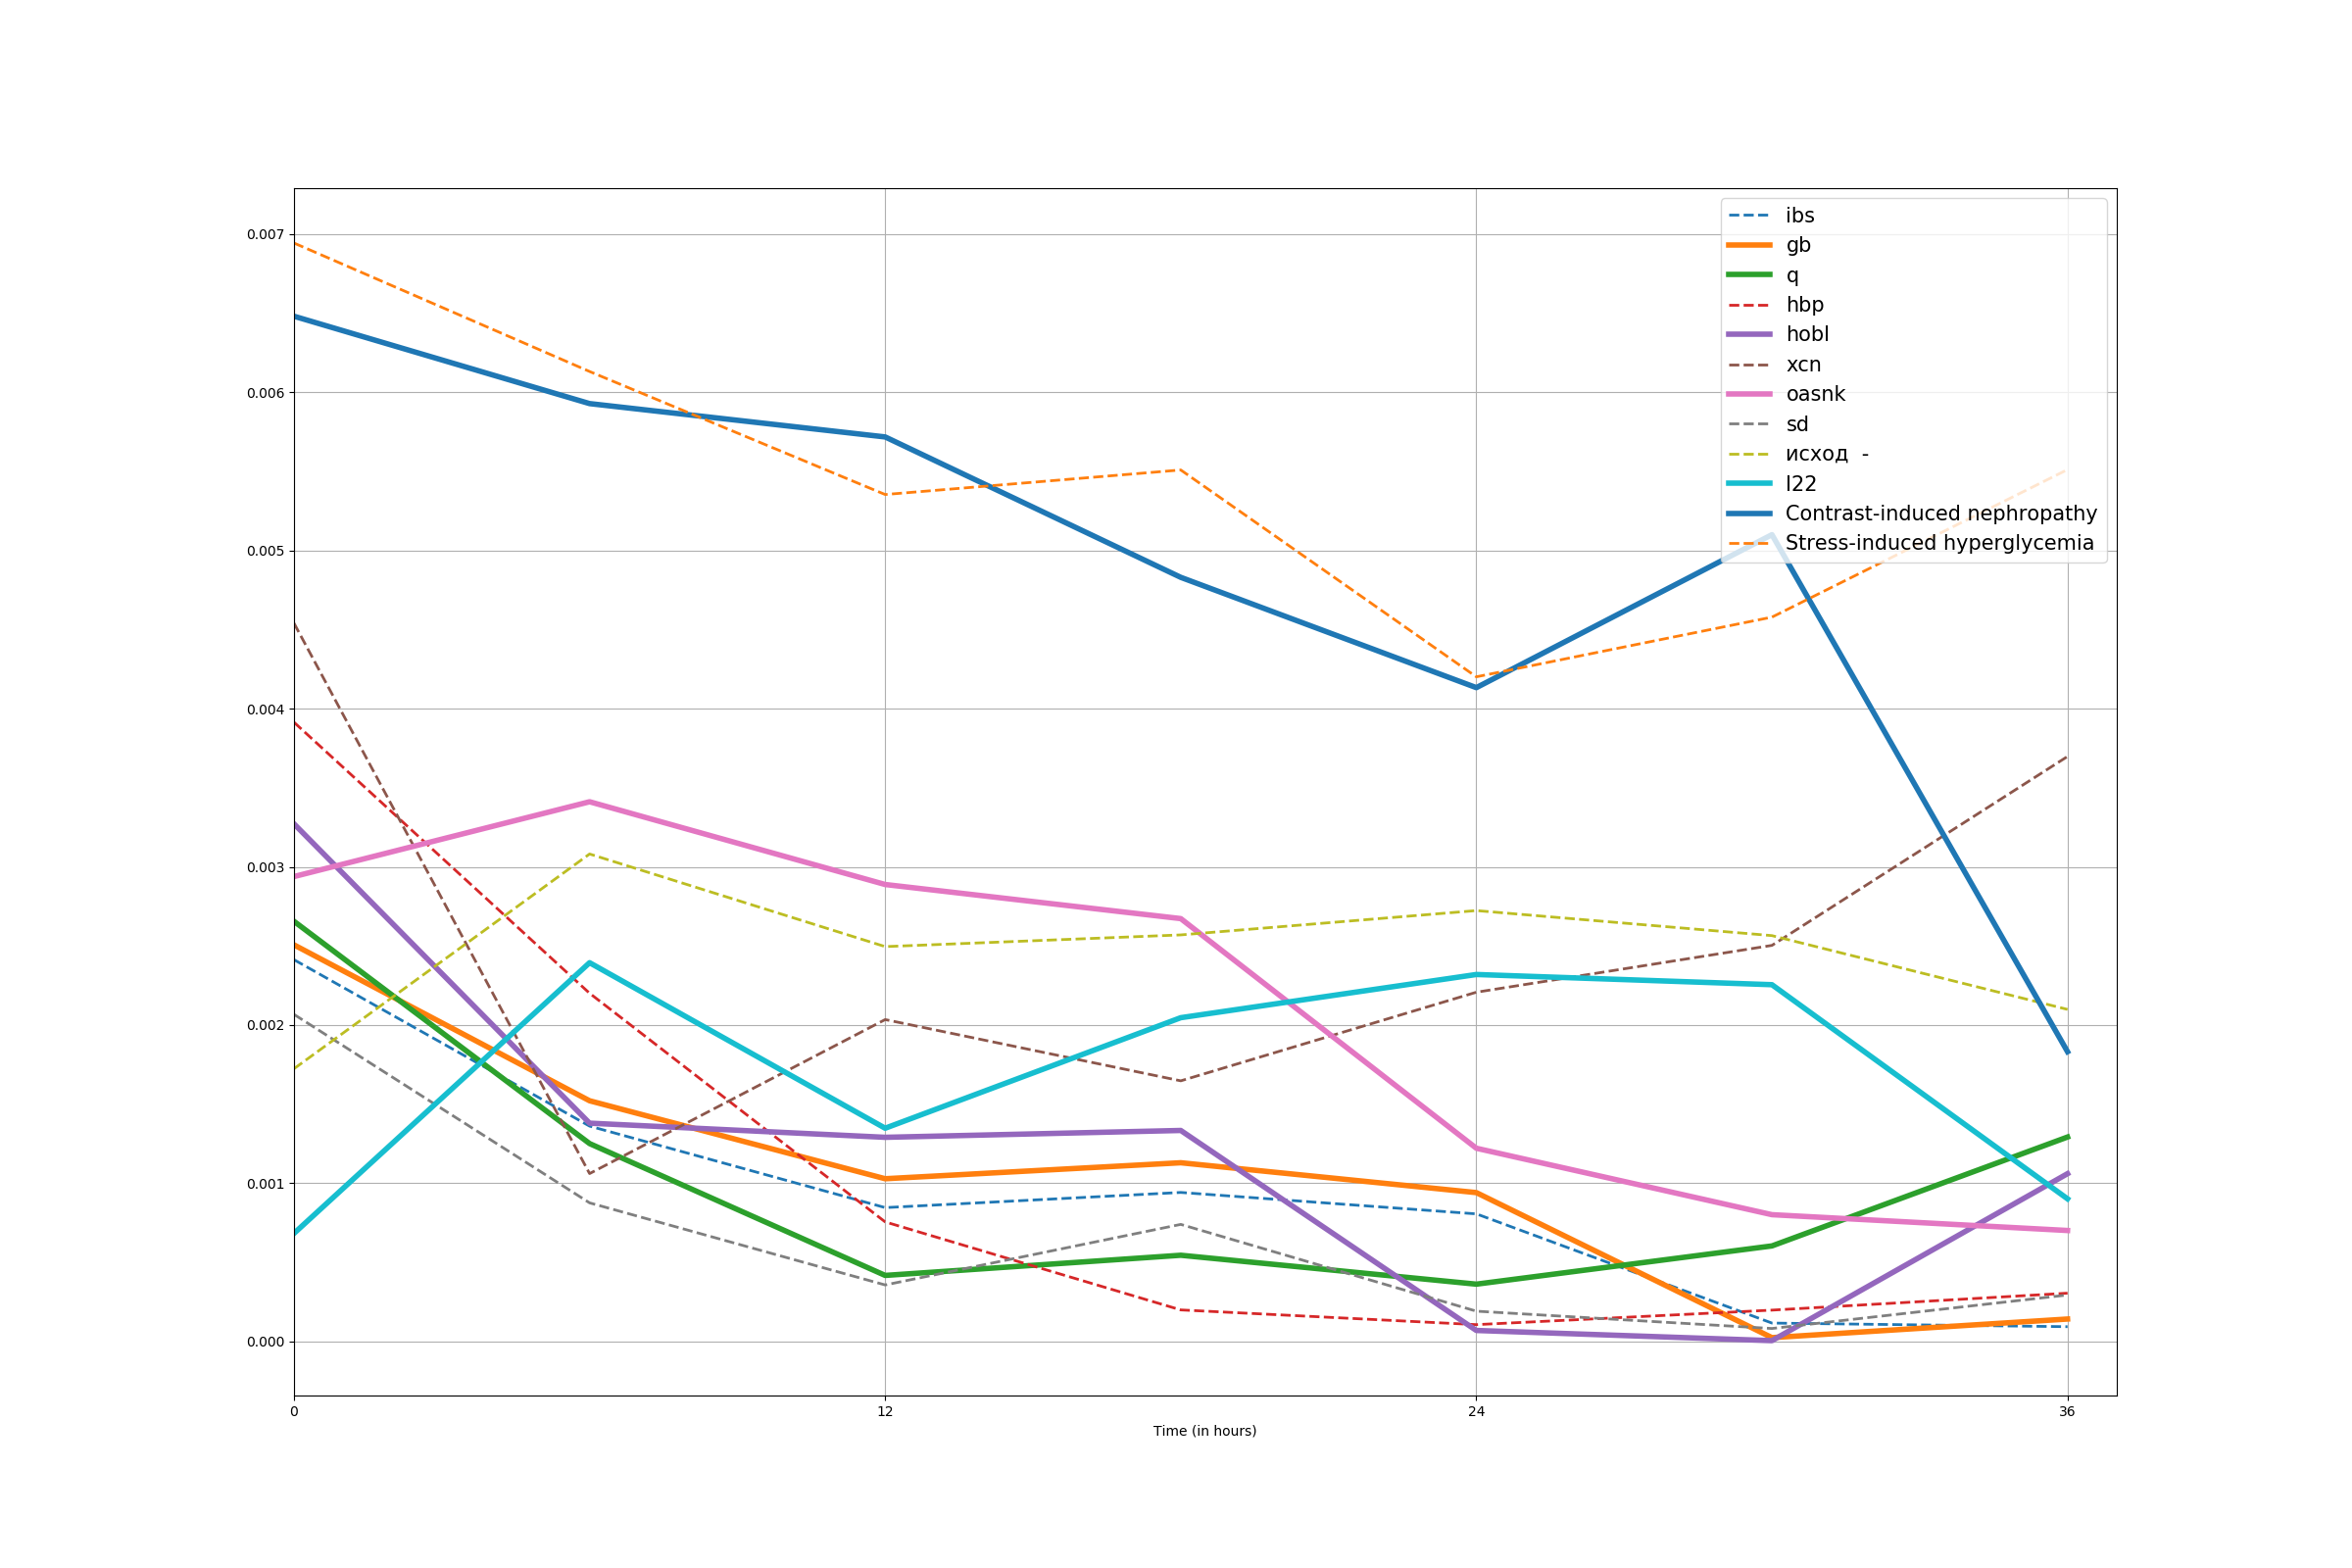 0.007
0.006
0.005
0.004
0.003
0.002
0.001
0.000
ibs
gb
q
hbp
hobl
xcn
oasnk
sd
исход -
l22
Contrast-induced nephropathy
Stress-induced hyperglycemia
0 12 24 36
Time (in hours)